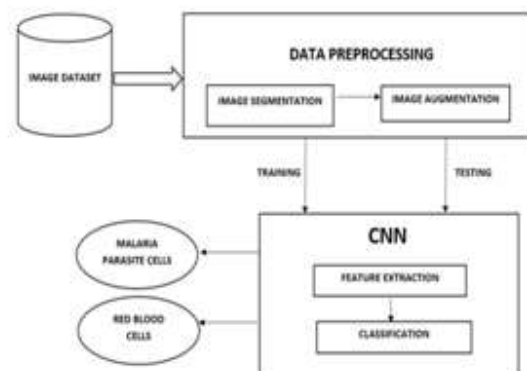 DATA PREPROCESSING
IMAGE DATASET
IMAGE SEGMENTATION
IMAGE AUGMENTATION
TRAINING
TESTING
CNN
MALARIA
PARASITE CELLS
FEATURE EXTRACTION
RED BLOOD
CELLS
CLASSIFICATION